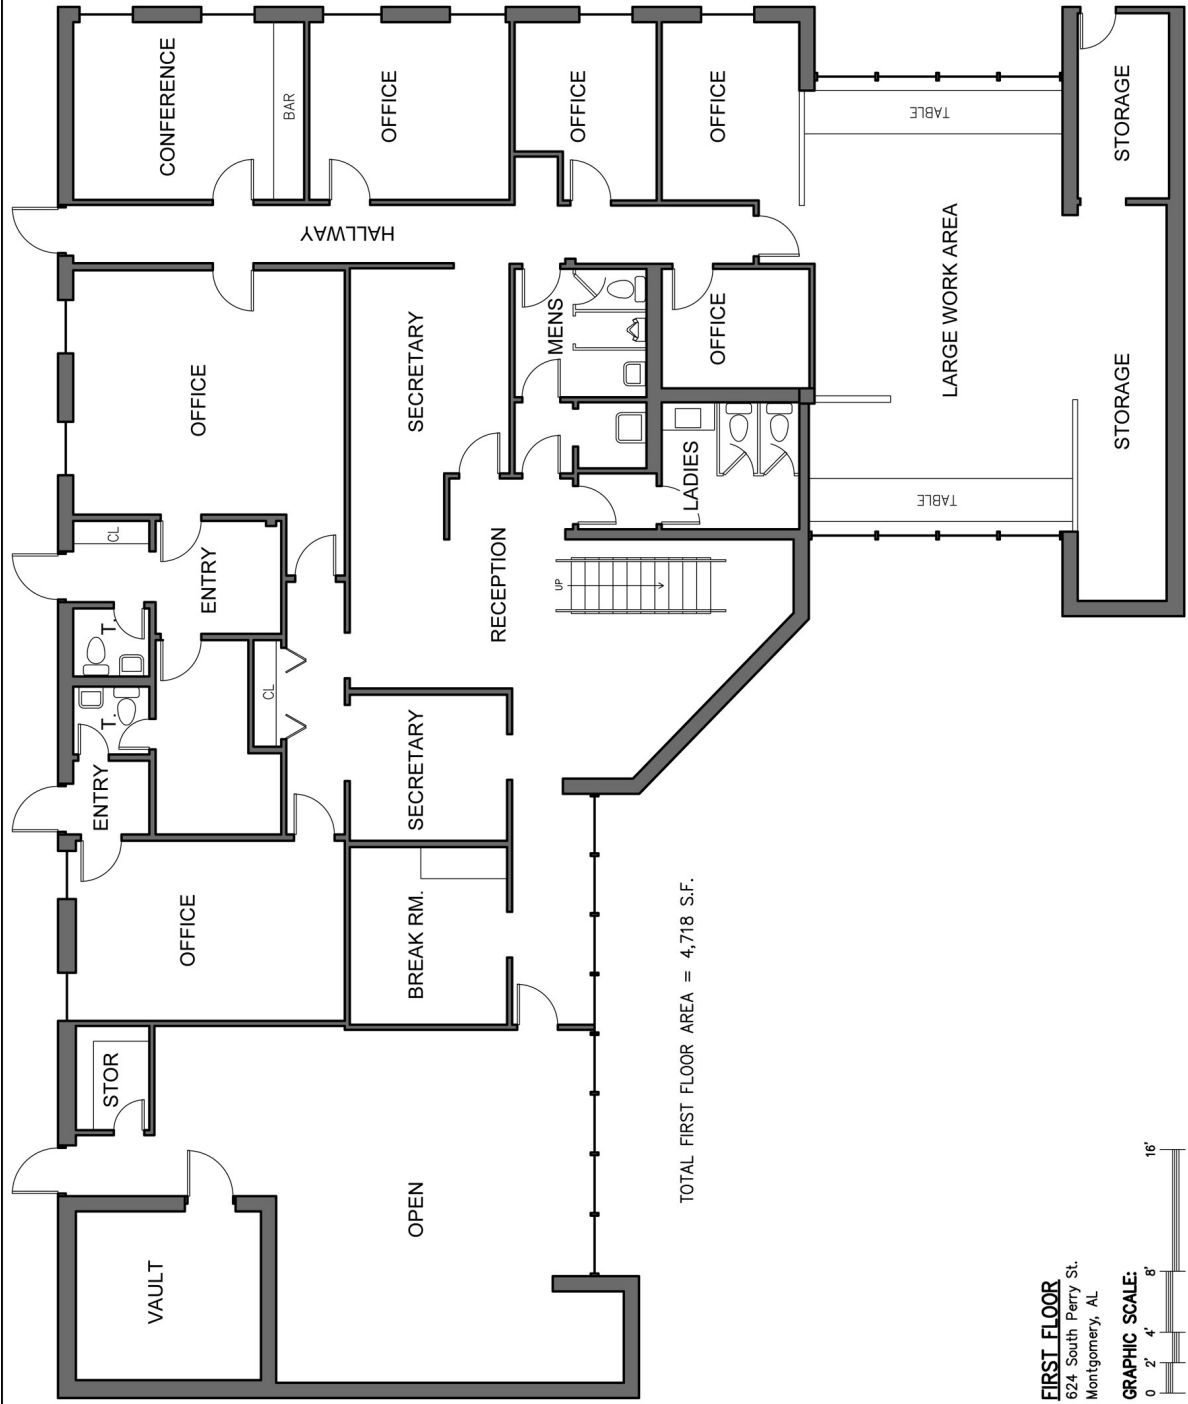 CONFERENCE
BAR
OFFICE
OFFICE
OFFICE
TABLE
STORAGE
HALLWAY
OFFICE
SECRETARY
MENS
OFFICE
LARGE WORK AREA
STORAGE
CL
ENTRY
T.
T.
CL
ENTRY
RECEPTION
UP
LADIES
TABLE
SECRETARY
OFFICE
BREAK RM.
STOR
OPEN
VAULT
TOTAL FIRST FLOOR AREA = 4,718 S.F.
FIRST FLOOR
624 South Perry St.
Montgomery, AL
GRAPHIC SCALE:
0 2' 4' 8' 16'